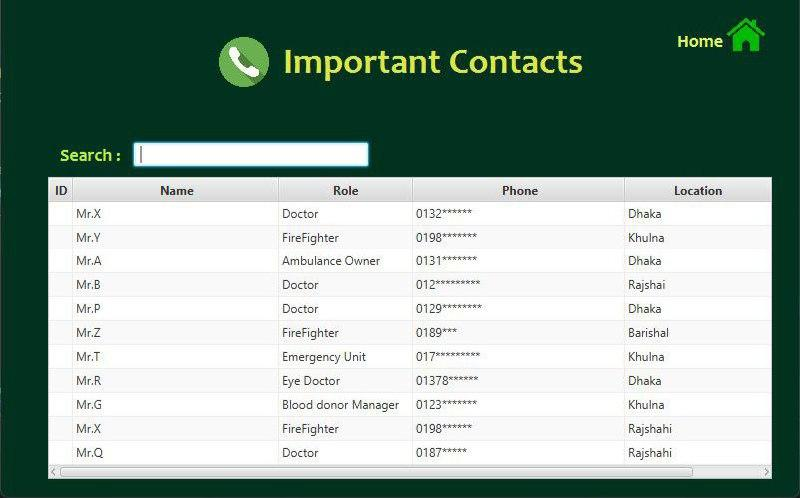 Home
Important Contacts
Search :
ID Name Role Phone Location
Mr.X Doctor 0132****** Dhaka
Mr.Y FireFighter 0198******* Khulna
Mr.A Ambulance Owner 0131******* Dhaka
Mr.B Doctor 012********* Rajshai
Mr.P Doctor 0129******** Dhaka
Mr.Z FireFighter 0189*** Barishal
Mr.T Emergency Unit 017********* Khulna
Mr.R Eye Doctor 01378****** Dhaka
Mr.G Blood donor Manager 0123******* Khulna
Mr.X FireFighter 0198****** Rajshahi
Mr.Q Doctor 0187***** Rajshahi